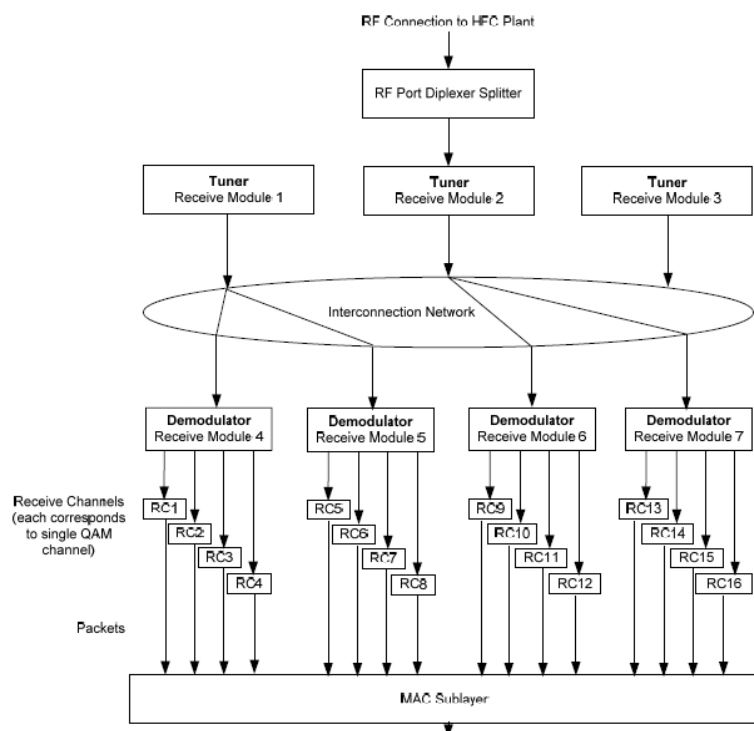 RF Connection to HFC Plant
RF Port Diplexer Splitter
Tuner
Receive Module 1
Tuner
Receive Module 2
Tuner
Receive Module 3
Interconnection Network
Demodulator
Receive Module 4
Demodulator
Receive Module 5
Demodulator
Receive Module 6
Demodulator
Receive Module 7
Receive Channels
(each corresponds
to single QAM
channel)
RC1
RC2
RC3
RC4
RC5
RC6
RC7
RC8
RC9
RC10
RC11
RC12
RC13
RC14
RC15
RC16
Packets
MAC Sublayer